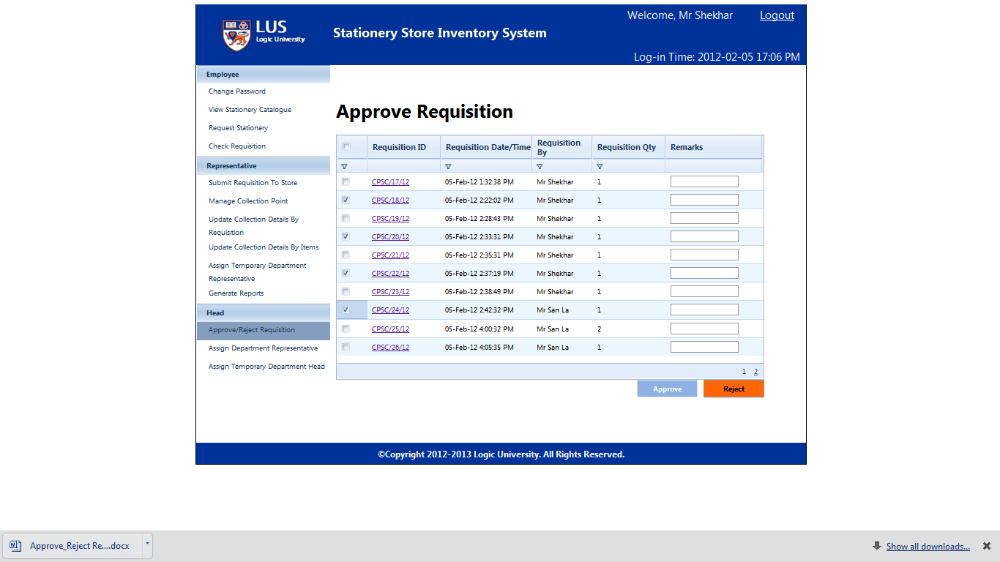 Welcome, Mr Shekhar Logout
LUS
Logic University
Stationery Store Inventory System
Log-in Time: 2012-02-05 17:06 PM
Employee
Change Password
View Stationery Catalogue
Request Stationery
Check Requisition
Representative
Submit Requisition To Store
Manage Collection Point
Update Collection Details By
Requisition
Update Collection Details By Items
Assign Temporary Department
Representative
Generate Reports
Head
Approve/Reject Requisition
Assign Department Representative
Assign Temporary Department Head
Approve Requisition
Requisition ID Requisition Date/Time Requisition By Requisition Qty Remarks
CPSC/17/12 05-Feb-12 1:32:38 PM Mr Shekhar 1
CPSC/18/12 05-Feb-12 2:22:02 PM Mr Shekhar 1
CPSC/19/12 05-Feb-12 2:28:43 PM Mr Shekhar 1
CPSC/20/12 05-Feb-12 2:33:31 PM Mr Shekhar 1
CPSC/21/12 05-Feb-12 2:35:31 PM Mr Shekhar 1
CPSC/22/12 05-Feb-12 2:37:19 PM Mr Shekhar 1
CPSC/23/12 05-Feb-12 2:38:49 PM Mr Shekhar 1
CPSC/24/12 05-Feb-12 2:42:32 PM Mr San La 1
CPSC/25/12 05-Feb-12 4:00:32 PM Mr San La 2
CPSC/26/12 05-Feb-12 4:05:35 PM Mr San La 1
1 2
Approve Reject
©Copyright 2012-2013 Logic University. All Rights Reserved.
Approve_Reject Re....docx Show all downloads...